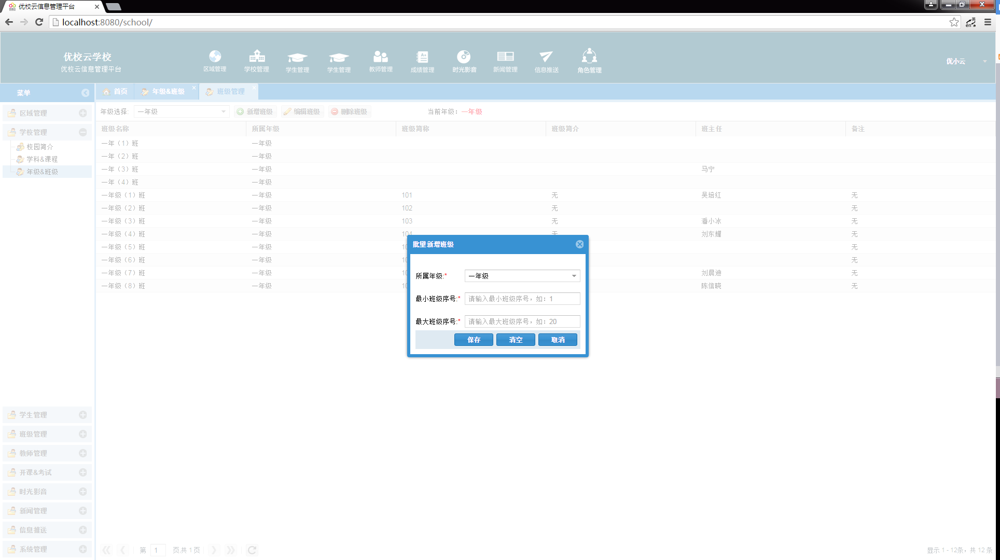 优校云信息管理平台
localhost:8080/school/
优校云学校
优校云信息管理平台
区域管理 学校管理 学生管理 学生管理 教师管理 成绩管理 时光影音 新闻管理 信息推送 角色管理
优小云
菜单
首页 年级&班级 班级管理
年级选择: 一年级 新增班级 编辑班级 删除班级 当前年级：一年级
区域管理
学校管理
校园简介
学科&课程
年级&班级
学生管理
班级管理
教师管理
开课&考试
时光影音
新闻管理
信息推送
系统管理
班级名称 所属年级 班级简称 班级简介 班主任 备注
一年（1）班 一年级
一年（2）班 一年级
一年（3）班 一年级 马宁
一年（4）班 一年级
一年级（1）班 一年级 101 无 吴培红 无
一年级（2）班 一年级 102 无 无
一年级（3）班 一年级 103 无 潘小冰 无
一年级（4）班 一年级 104 无 刘东耀 无
一年级（5）班 一年级 10 无
一年级（6）班 一年级 10 无
一年级（7）班 一年级 10 刘晨迪 无
一年级（8）班 一年级 10 陈信晓 无
批量新增班级
所属年级:* 一年级
最小班级序号:* 请输入最小班级序号，如：1
最大班级序号:* 请输入最大班级序号，如：20
保存 清空 取消
第 1 页,共 1 页
显示 1 - 12条，共 12 条